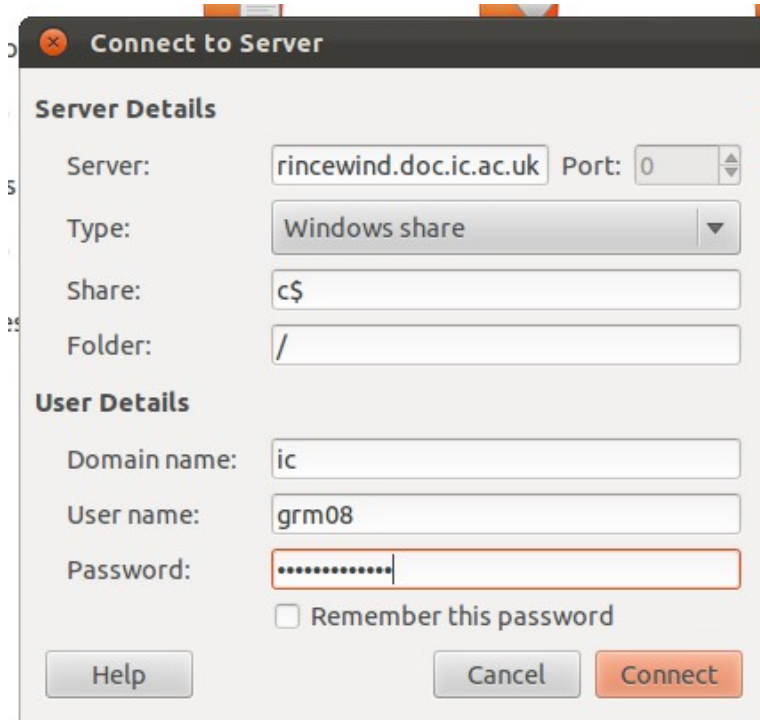 Connect to Server
Server Details
Server: rincewind.doc.ic.ac.uk Port: 0
Type: Windows share
Share: c$
Folder: /
User Details
Domain name: ic
User name: grm08
Password: •••••••••••••
Remember this password
Help Cancel Connect